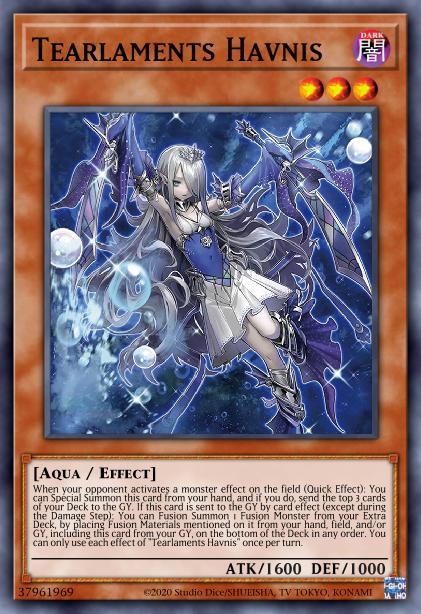 TEARLAMENTS HAVNIS
DARK
闇
[AQUA / EFFECT]
When your opponent activates a monster effect on the field (Quick Effect): You
can Special Summon this card from your hand, and if you do, send the top 3 cards
of your Deck to the GY. If this card is sent to the GY by card effect (except during
the Damage Step): You can Fusion Summon 1 Fusion Monster from your Extra
Deck, by placing Fusion Materials mentioned on it from your hand, field, and/or
GY, including this card from your GY, on the bottom of the Deck in any order. You
can only use each effect of "Tearlaments Havnis" once per turn.
ATK/1600 DEF/1000
37961969
©2020 Studio Dice/SHUEISHA, TV TOKYO, KONAMI